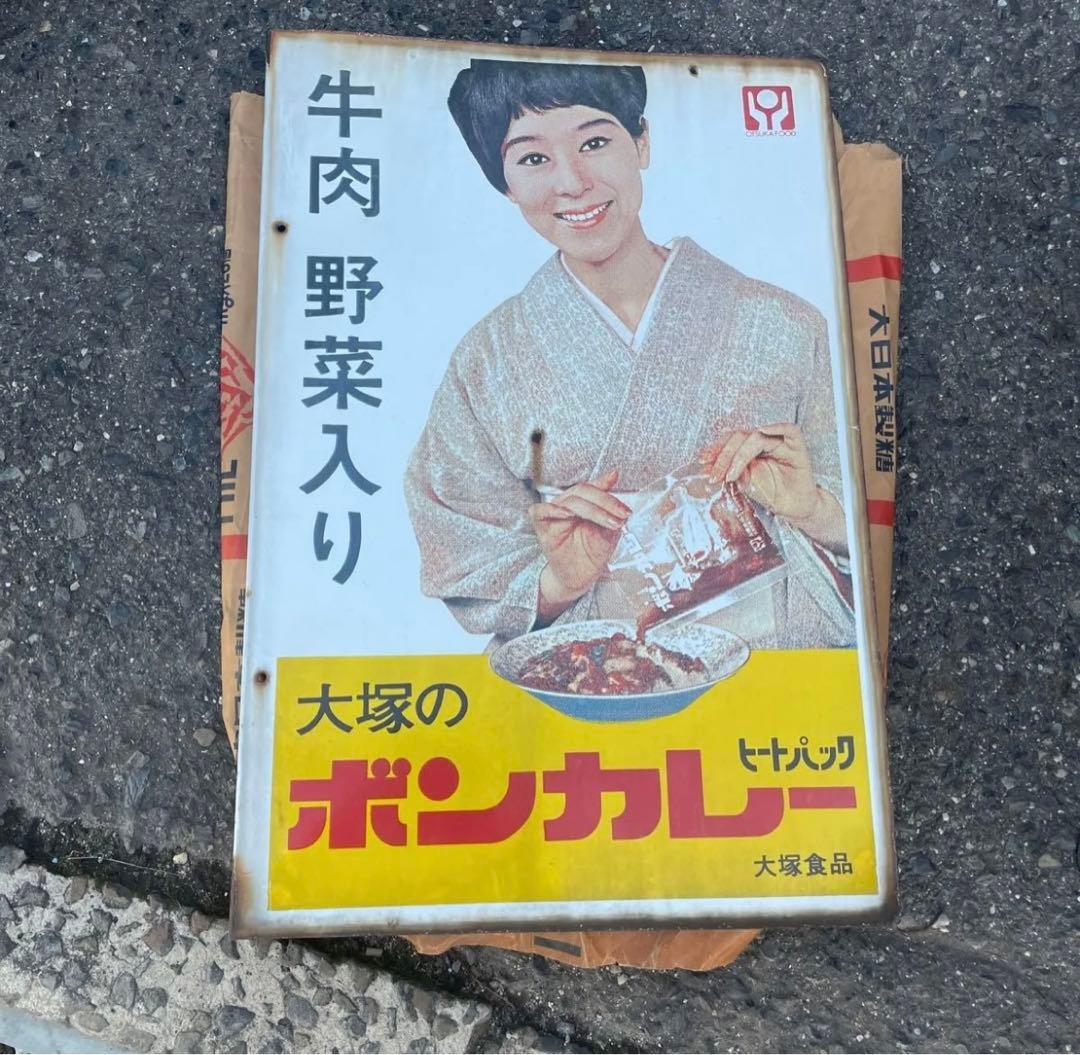 牛肉 野菜入り
OTSUKA FOOD
大塚の
ボンカレー
ヒートパック
大塚食品
大日本製糖